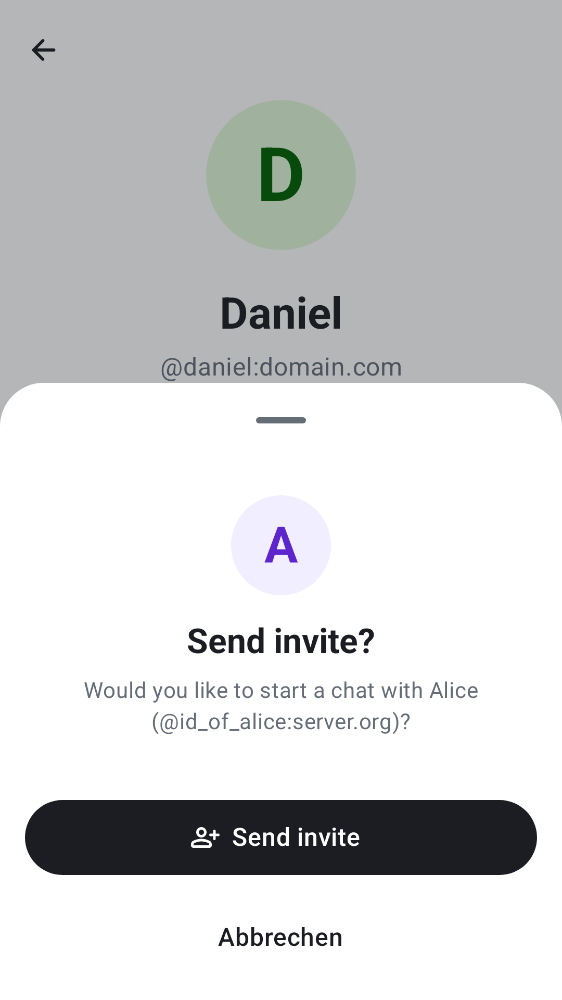 D
Daniel
@daniel:domain.com
A
Send invite?
Would you like to start a chat with Alice
(@id_of_alice:server.org)?
Send invite
Abbrechen